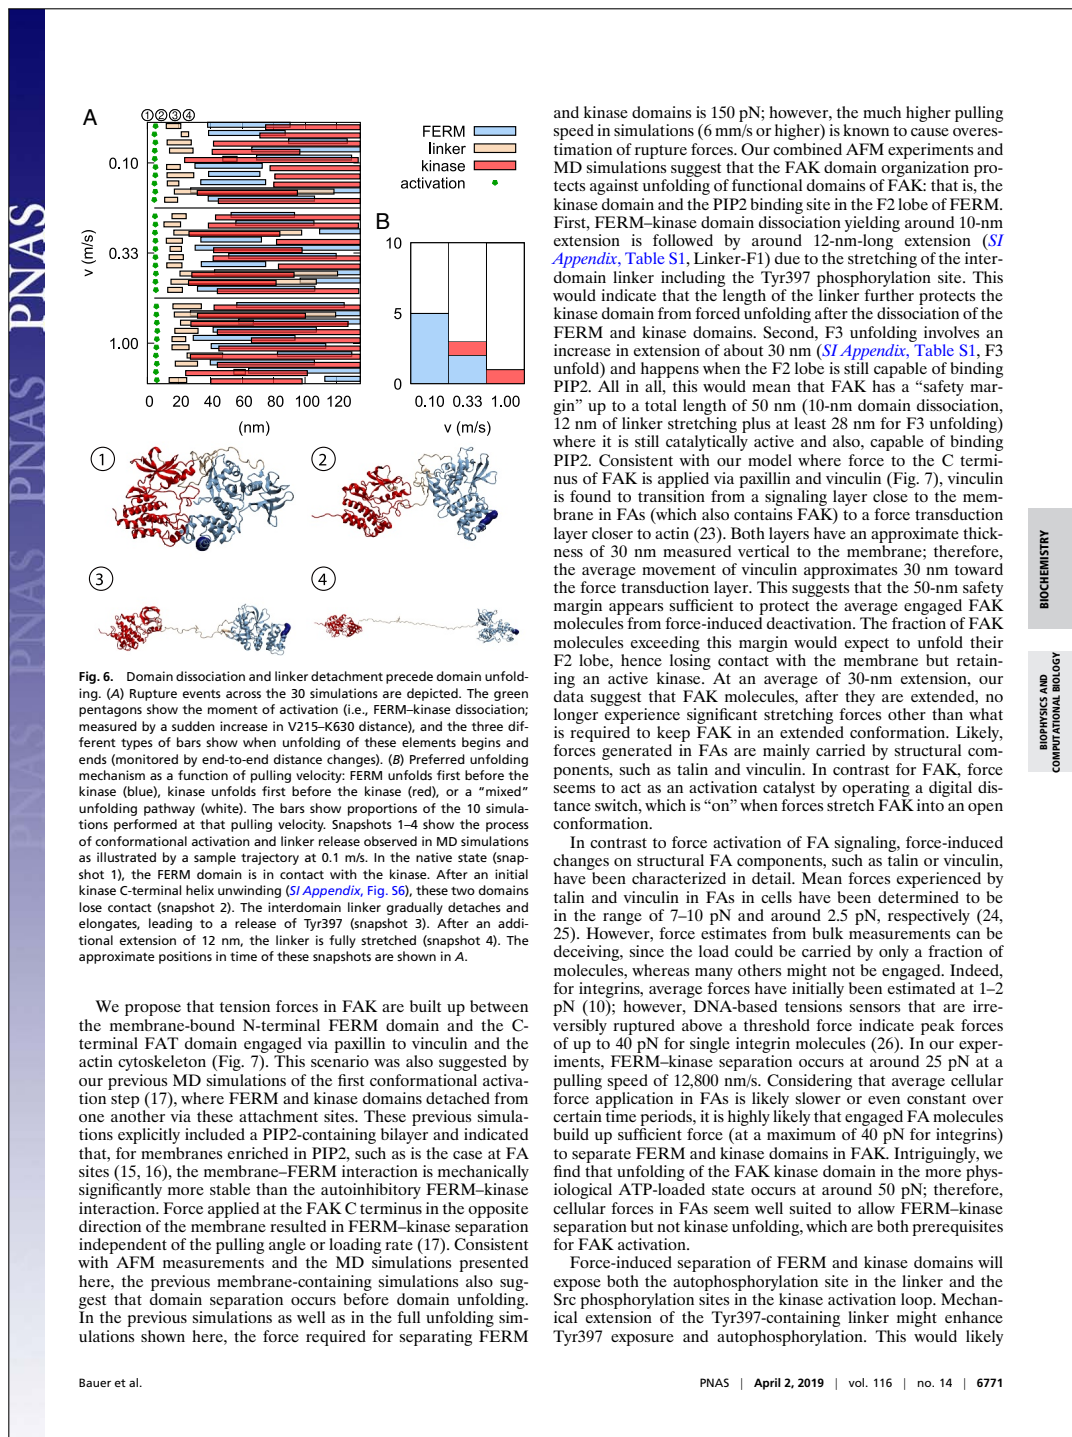 PNAS PNAS PNAS PNAS
A
① ② ③ ④
0.10
0.33
1.00
v (m/s)
0 20 40 60 80 100 120
(nm)
FERM
linker
kinase
activation
B
10
5
0
0.10 0.33 1.00
v (m/s)
①
②
③
④
Fig. 6. Domain dissociation and linker detachment precede domain unfold-
ing. (A) Rupture events across the 30 simulations are depicted. The green
pentagons show the moment of activation (i.e., FERM–kinase dissociation;
measured by a sudden increase in V215–K630 distance), and the three dif-
ferent types of bars show when unfolding of these elements begins and
ends (monitored by end-to-end distance changes). (B) Preferred unfolding
mechanism as a function of pulling velocity: FERM unfolds first before the
kinase (blue), kinase unfolds first before the kinase (red), or a “mixed”
unfolding pathway (white). The bars show proportions of the 10 simula-
tions performed at that pulling velocity. Snapshots 1–4 show the process
of conformational activation and linker release observed in MD simulations
as illustrated by a sample trajectory at 0.1 m/s. In the native state (snap-
shot 1), the FERM domain is in contact with the kinase. After an initial
kinase C-terminal helix unwinding (SI Appendix, Fig. S6), these two domains
lose contact (snapshot 2). The interdomain linker gradually detaches and
elongates, leading to a release of Tyr397 (snapshot 3). After an addi-
tional extension of 12 nm, the linker is fully stretched (snapshot 4). The
approximate positions in time of these snapshots are shown in A.
We propose that tension forces in FAK are built up between
the membrane-bound N-terminal FERM domain and the C-
terminal FAT domain engaged via paxillin to vinculin and the
actin cytoskeleton (Fig. 7). This scenario was also suggested by
our previous MD simulations of the first conformational activa-
tion step (17), where FERM and kinase domains detached from
one another via these attachment sites. These previous simula-
tions explicitly included a PIP2-containing bilayer and indicated
that, for membranes enriched in PIP2, such as is the case at FA
sites (15, 16), the membrane–FERM interaction is mechanically
significantly more stable than the autoinhibitory FERM–kinase
interaction. Force applied at the FAK C terminus in the opposite
direction of the membrane resulted in FERM–kinase separation
independent of the pulling angle or loading rate (17). Consistent
with AFM measurements and the MD simulations presented
here, the previous membrane-containing simulations also sug-
gest that domain separation occurs before domain unfolding.
In the previous simulations as well as in the full unfolding sim-
ulations shown here, the force required for separating FERM
and kinase domains is 150 pN; however, the much higher pulling
speed in simulations (6 mm/s or higher) is known to cause overes-
timation of rupture forces. Our combined AFM experiments and
MD simulations suggest that the FAK domain organization pro-
tects against unfolding of functional domains of FAK: that is, the
kinase domain and the PIP2 binding site in the F2 lobe of FERM.
First, FERM–kinase domain dissociation yielding around 10-nm
extension is followed by around 12-nm-long extension (SI
Appendix, Table S1, Linker-F1) due to the stretching of the inter-
domain linker including the Tyr397 phosphorylation site. This
would indicate that the length of the linker further protects the
kinase domain from forced unfolding after the dissociation of the
FERM and kinase domains. Second, F3 unfolding involves an
increase in extension of about 30 nm (SI Appendix, Table S1, F3
unfold) and happens when the F2 lobe is still capable of binding
PIP2. All in all, this would mean that FAK has a “safety mar-
gin” up to a total length of 50 nm (10-nm domain dissociation,
12 nm of linker stretching plus at least 28 nm for F3 unfolding)
where it is still catalytically active and also, capable of binding
PIP2. Consistent with our model where force to the C termi-
nus of FAK is applied via paxillin and vinculin (Fig. 7), vinculin
is found to transition from a signaling layer close to the mem-
brane in FAs (which also contains FAK) to a force transduction
layer closer to actin (23). Both layers have an approximate thick-
ness of 30 nm measured vertical to the membrane; therefore,
the average movement of vinculin approximates 30 nm toward
the force transduction layer. This suggests that the 50-nm safety
margin appears sufficient to protect the average engaged FAK
molecules from force-induced deactivation. The fraction of FAK
molecules exceeding this margin would expect to unfold their
F2 lobe, hence losing contact with the membrane but retain-
ing an active kinase. At an average of 30-nm extension, our
data suggest that FAK molecules, after they are extended, no
longer experience significant stretching forces other than what
is required to keep FAK in an extended conformation. Likely,
forces generated in FAs are mainly carried by structural com-
ponents, such as talin and vinculin. In contrast for FAK, force
seems to act as an activation catalyst by operating a digital dis-
tance switch, which is “on” when forces stretch FAK into an open
conformation.
In contrast to force activation of FA signaling, force-induced
changes on structural FA components, such as talin or vinculin,
have been characterized in detail. Mean forces experienced by
talin and vinculin in FAs in cells have been determined to be
in the range of 7–10 pN and around 2.5 pN, respectively (24,
25). However, force estimates from bulk measurements can be
deceiving, since the load could be carried by only a fraction of
molecules, whereas many others might not be engaged. Indeed,
for integrins, average forces have initially been estimated at 1–2
pN (10); however, DNA-based tensions sensors that are irre-
versibly ruptured above a threshold force indicate peak forces
of up to 40 pN for single integrin molecules (26). In our exper-
iments, FERM–kinase separation occurs at around 25 pN at a
pulling speed of 12,800 nm/s. Considering that average cellular
force application in FAs is likely slower or even constant over
certain time periods, it is highly likely that engaged FA molecules
build up sufficient force (at a maximum of 40 pN for integrins)
to separate FERM and kinase domains in FAK. Intriguingly, we
find that unfolding of the FAK kinase domain in the more phys-
iological ATP-loaded state occurs at around 50 pN; therefore,
cellular forces in FAs seem well suited to allow FERM–kinase
separation but not kinase unfolding, which are both prerequisites
for FAK activation.
Force-induced separation of FERM and kinase domains will
expose both the autophosphorylation site in the linker and the
Src phosphorylation sites in the kinase activation loop. Mechan-
ical extension of the Tyr397-containing linker might enhance
Tyr397 exposure and autophosphorylation. This would likely
BIOCHEMISTRY
BIOPHYSICS AND
COMPUTATIONAL BIOLOGY
Bauer et al.
PNAS | April 2, 2019 | vol. 116 | no. 14 | 6771